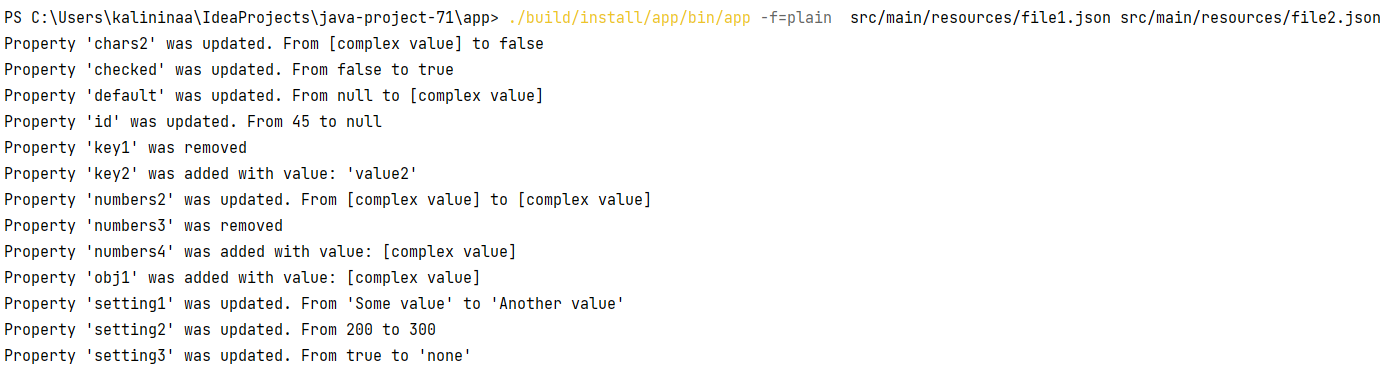 PS C:\Users\kalininaa\IdeaProjects\java-project-71\app> ./build/install/app/bin/app -f=plain  src/main/resources/file1.json src/main/resources/file2.json
Property 'chars2' was updated. From [complex value] to false
Property 'checked' was updated. From false to true
Property 'default' was updated. From null to [complex value]
Property 'id' was updated. From 45 to null
Property 'key1' was removed
Property 'key2' was added with value: 'value2'
Property 'numbers2' was updated. From [complex value] to [complex value]
Property 'numbers3' was removed
Property 'numbers4' was added with value: [complex value]
Property 'obj1' was added with value: [complex value]
Property 'setting1' was updated. From 'Some value' to 'Another value'
Property 'setting2' was updated. From 200 to 300
Property 'setting3' was updated. From true to 'none'